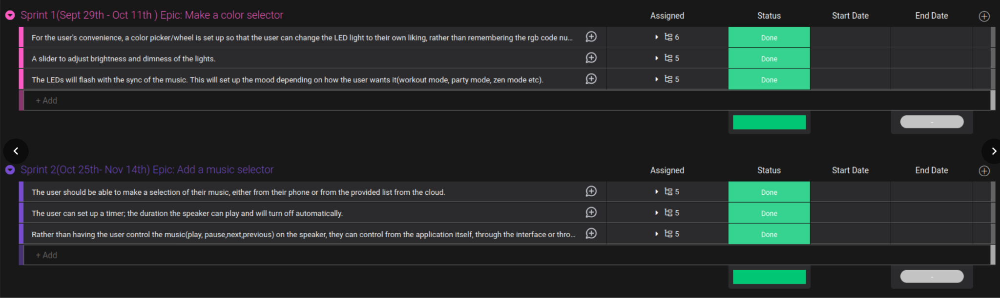 Sprint 1(Sept 29th - Oct 11th ) Epic: Make a color selector Assigned Status Start Date End Date
For the user's convenience, a color picker/wheel is set up so that the user can change the LED light to their own liking, rather than remembering the rgb code nu... 6 Done
A slider to adjust brightness and dimness of the lights. 5 Done
The LEDs will flash with the sync of the music. This will set up the mood depending on how the user wants it(workout mode, party mode, zen mode etc). 5 Done
+ Add
-
Sprint 2(Oct 25th- Nov 14th) Epic: Add a music selector Assigned Status Start Date End Date
The user should be able to make a selection of their music, either from their phone or from the provided list from the cloud. 5 Done
The user can set up a timer; the duration the speaker can play and will turn off automatically. 5 Done
Rather than having the user control the music(play, pause,next,previous) on the speaker, they can control from the application itself, through the interface or thro... 5 Done
+ Add
-